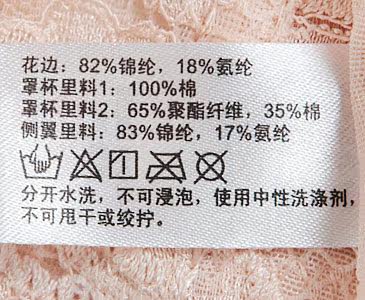 花边：82%锦纶，18%氨纶
罩杯里料1：100%棉
罩杯里料2：65%聚酯纤维，35%棉
侧翼里料：83%锦纶，17%氨纶
分开水洗，不可浸泡，使用中性洗涤剂，
不可甩干或绞拧。